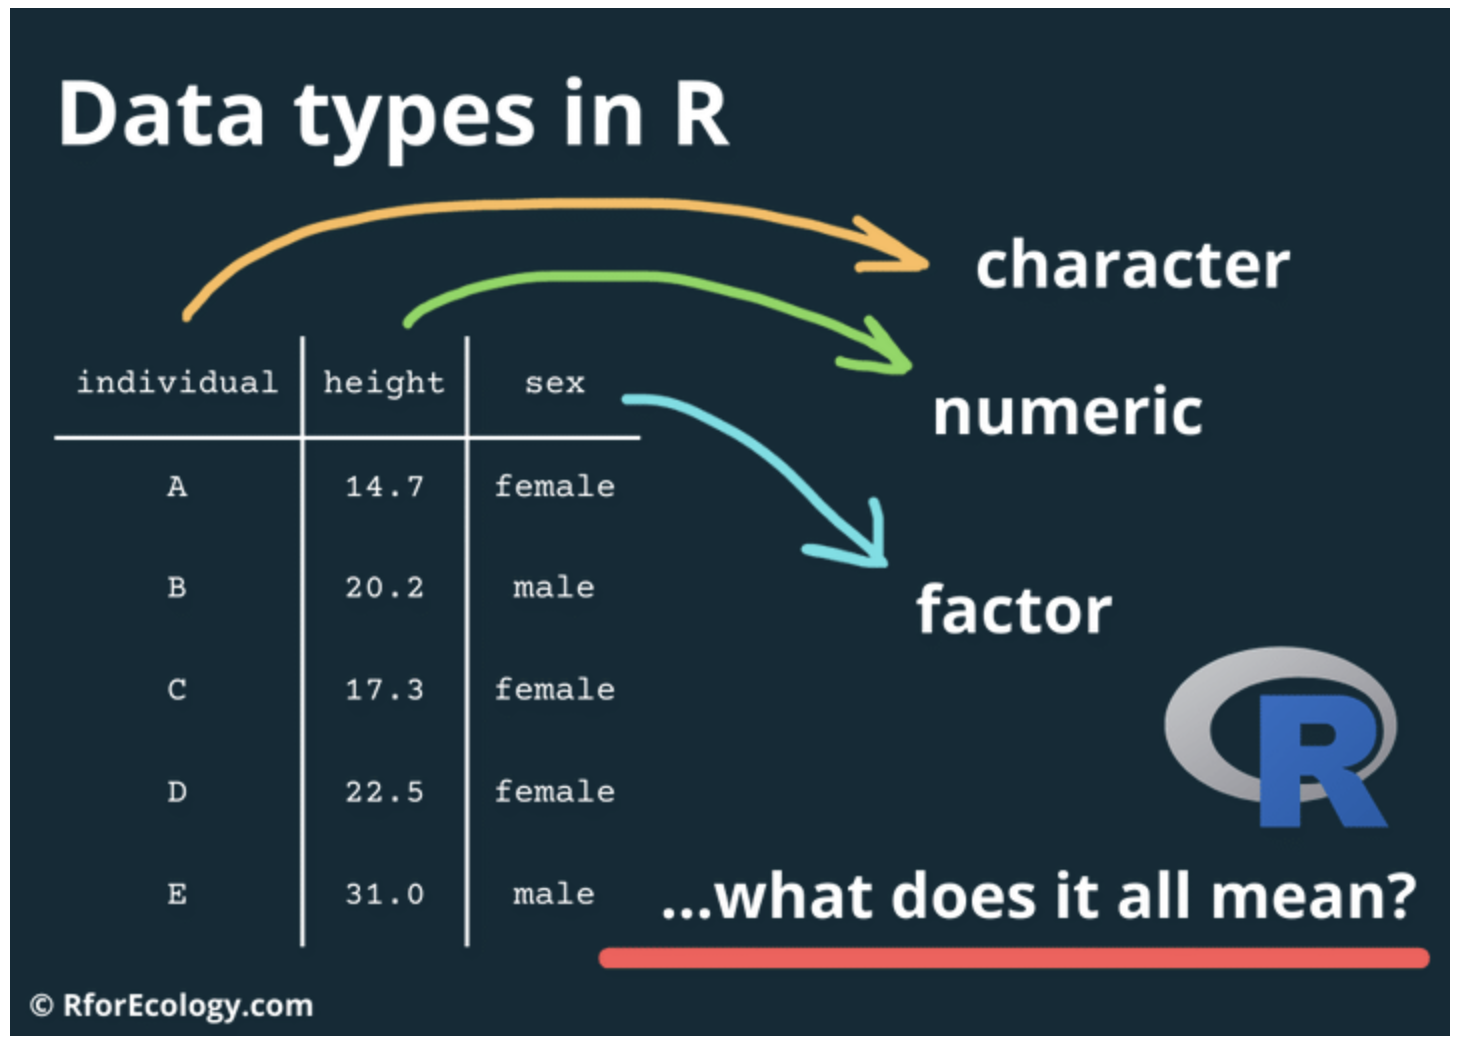 Data types in R
character
numeric
individual height sex
A 14.7 female
B 20.2 male
factor
C 17.3 female
D 22.5 female
R
E 31.0 male
...what does it all mean?
© RforEcology.com